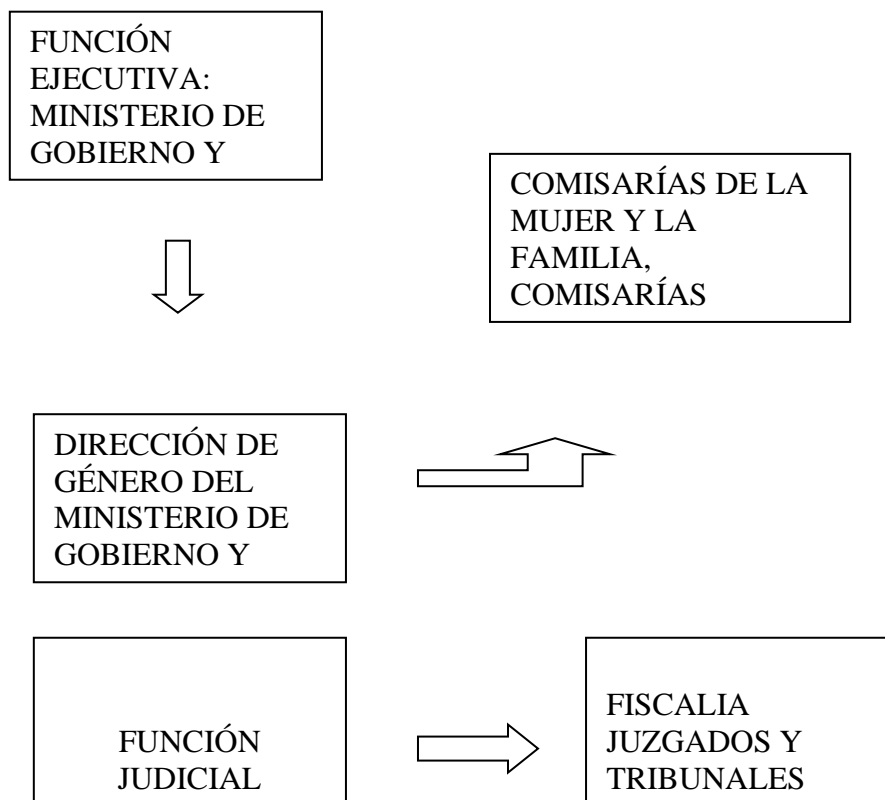 FUNCIÓN
EJECUTIVA:
MINISTERIO DE
GOBIERNO Y
COMISARÍAS DE LA
MUJER Y LA
FAMILIA,
COMISARÍAS
DIRECCIÓN DE
GÉNERO DEL
MINISTERIO DE
GOBIERNO Y
FUNCIÓN
JUDICIAL
FISCALIA
JUZGADOS Y
TRIBUNALES